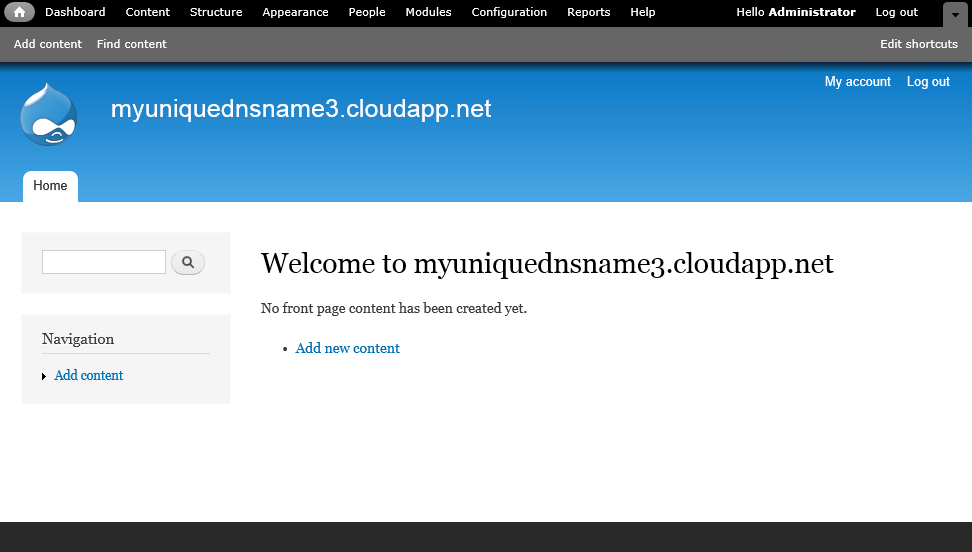 Dashboard Content Structure Appearance People Modules Configuration Reports Help Hello Administrator Log out
Add content Find content Edit shortcuts
My account Log out
myuniquednsname3.cloudapp.net
Home
Welcome to myuniquednsname3.cloudapp.net
No front page content has been created yet.
• Add new content
Navigation
Add content